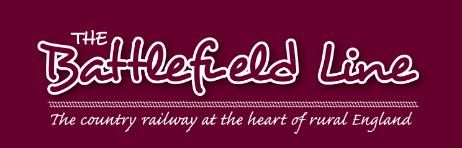 THE
Battlefield Line
The country railway at the heart of rural England